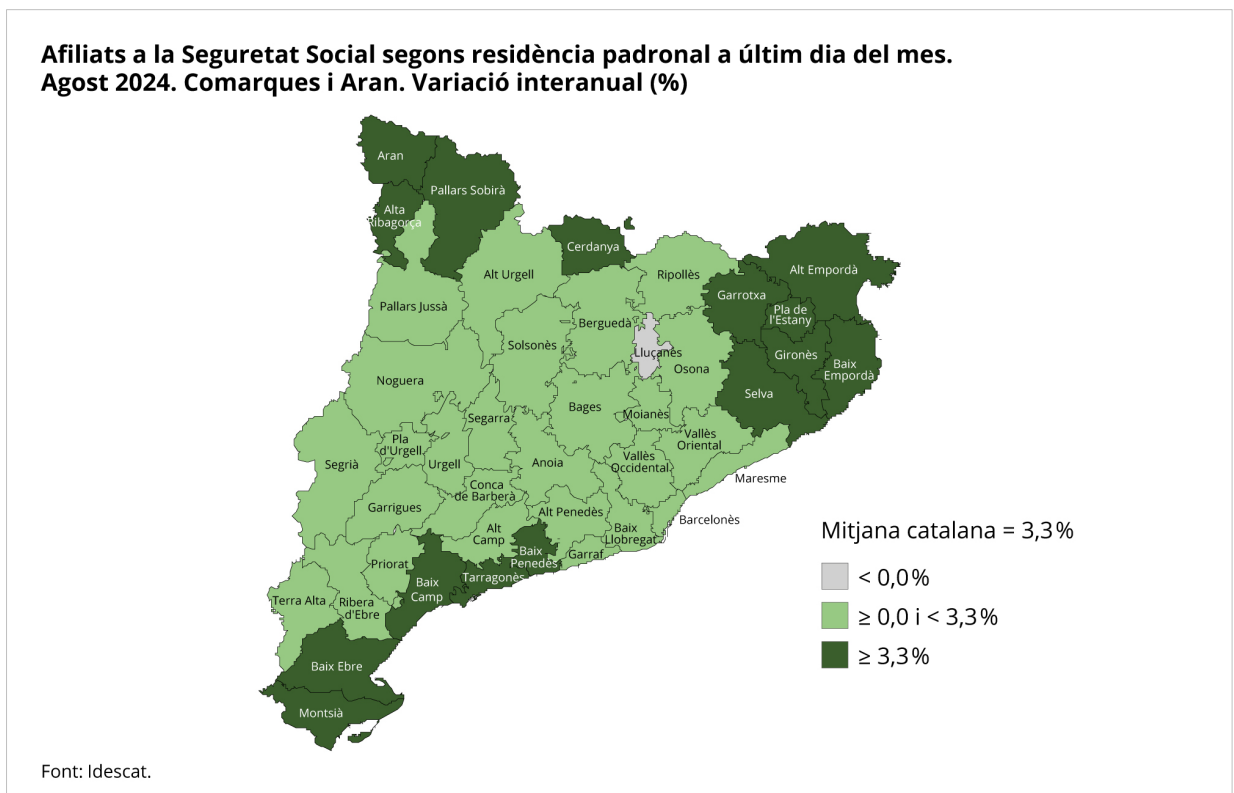 Afiliats a la Seguretat Social segons residència padronal a últim dia del mes.
Agost 2024. Comarques i Aran. Variació interanual (%)
Aran
Pallars Sobirà
Alta
Ribagorça
Cerdanya
Alt Empordà
Alt Urgell
Ripollès
Garrotxa
Pallars Jussà
Pla de
l'Estany
Berguedà
Solsonès
Lluçanès
Gironès
Osona
Baix
Empordà
Noguera
Selva
Bages
Moianès
Segarra
Vallès
Oriental
Pla
d'Urgell
Segrià
Urgell
Anoia
Vallès
Occidental
Maresme
Conca
de Barberà
Garrigues
Alt Penedès
Barcelonès
Alt
Camp
Baix
Llobregat
Baix
Penedès
Garraf
Priorat
Tarragonès
Baix
Camp
Terra Alta
Ribera
d'Ebre
Baix Ebre
Montsià
Mitjana catalana = 3,3%
< 0,0%
≥ 0,0 i < 3,3%
≥ 3,3%
Font: Idescat.